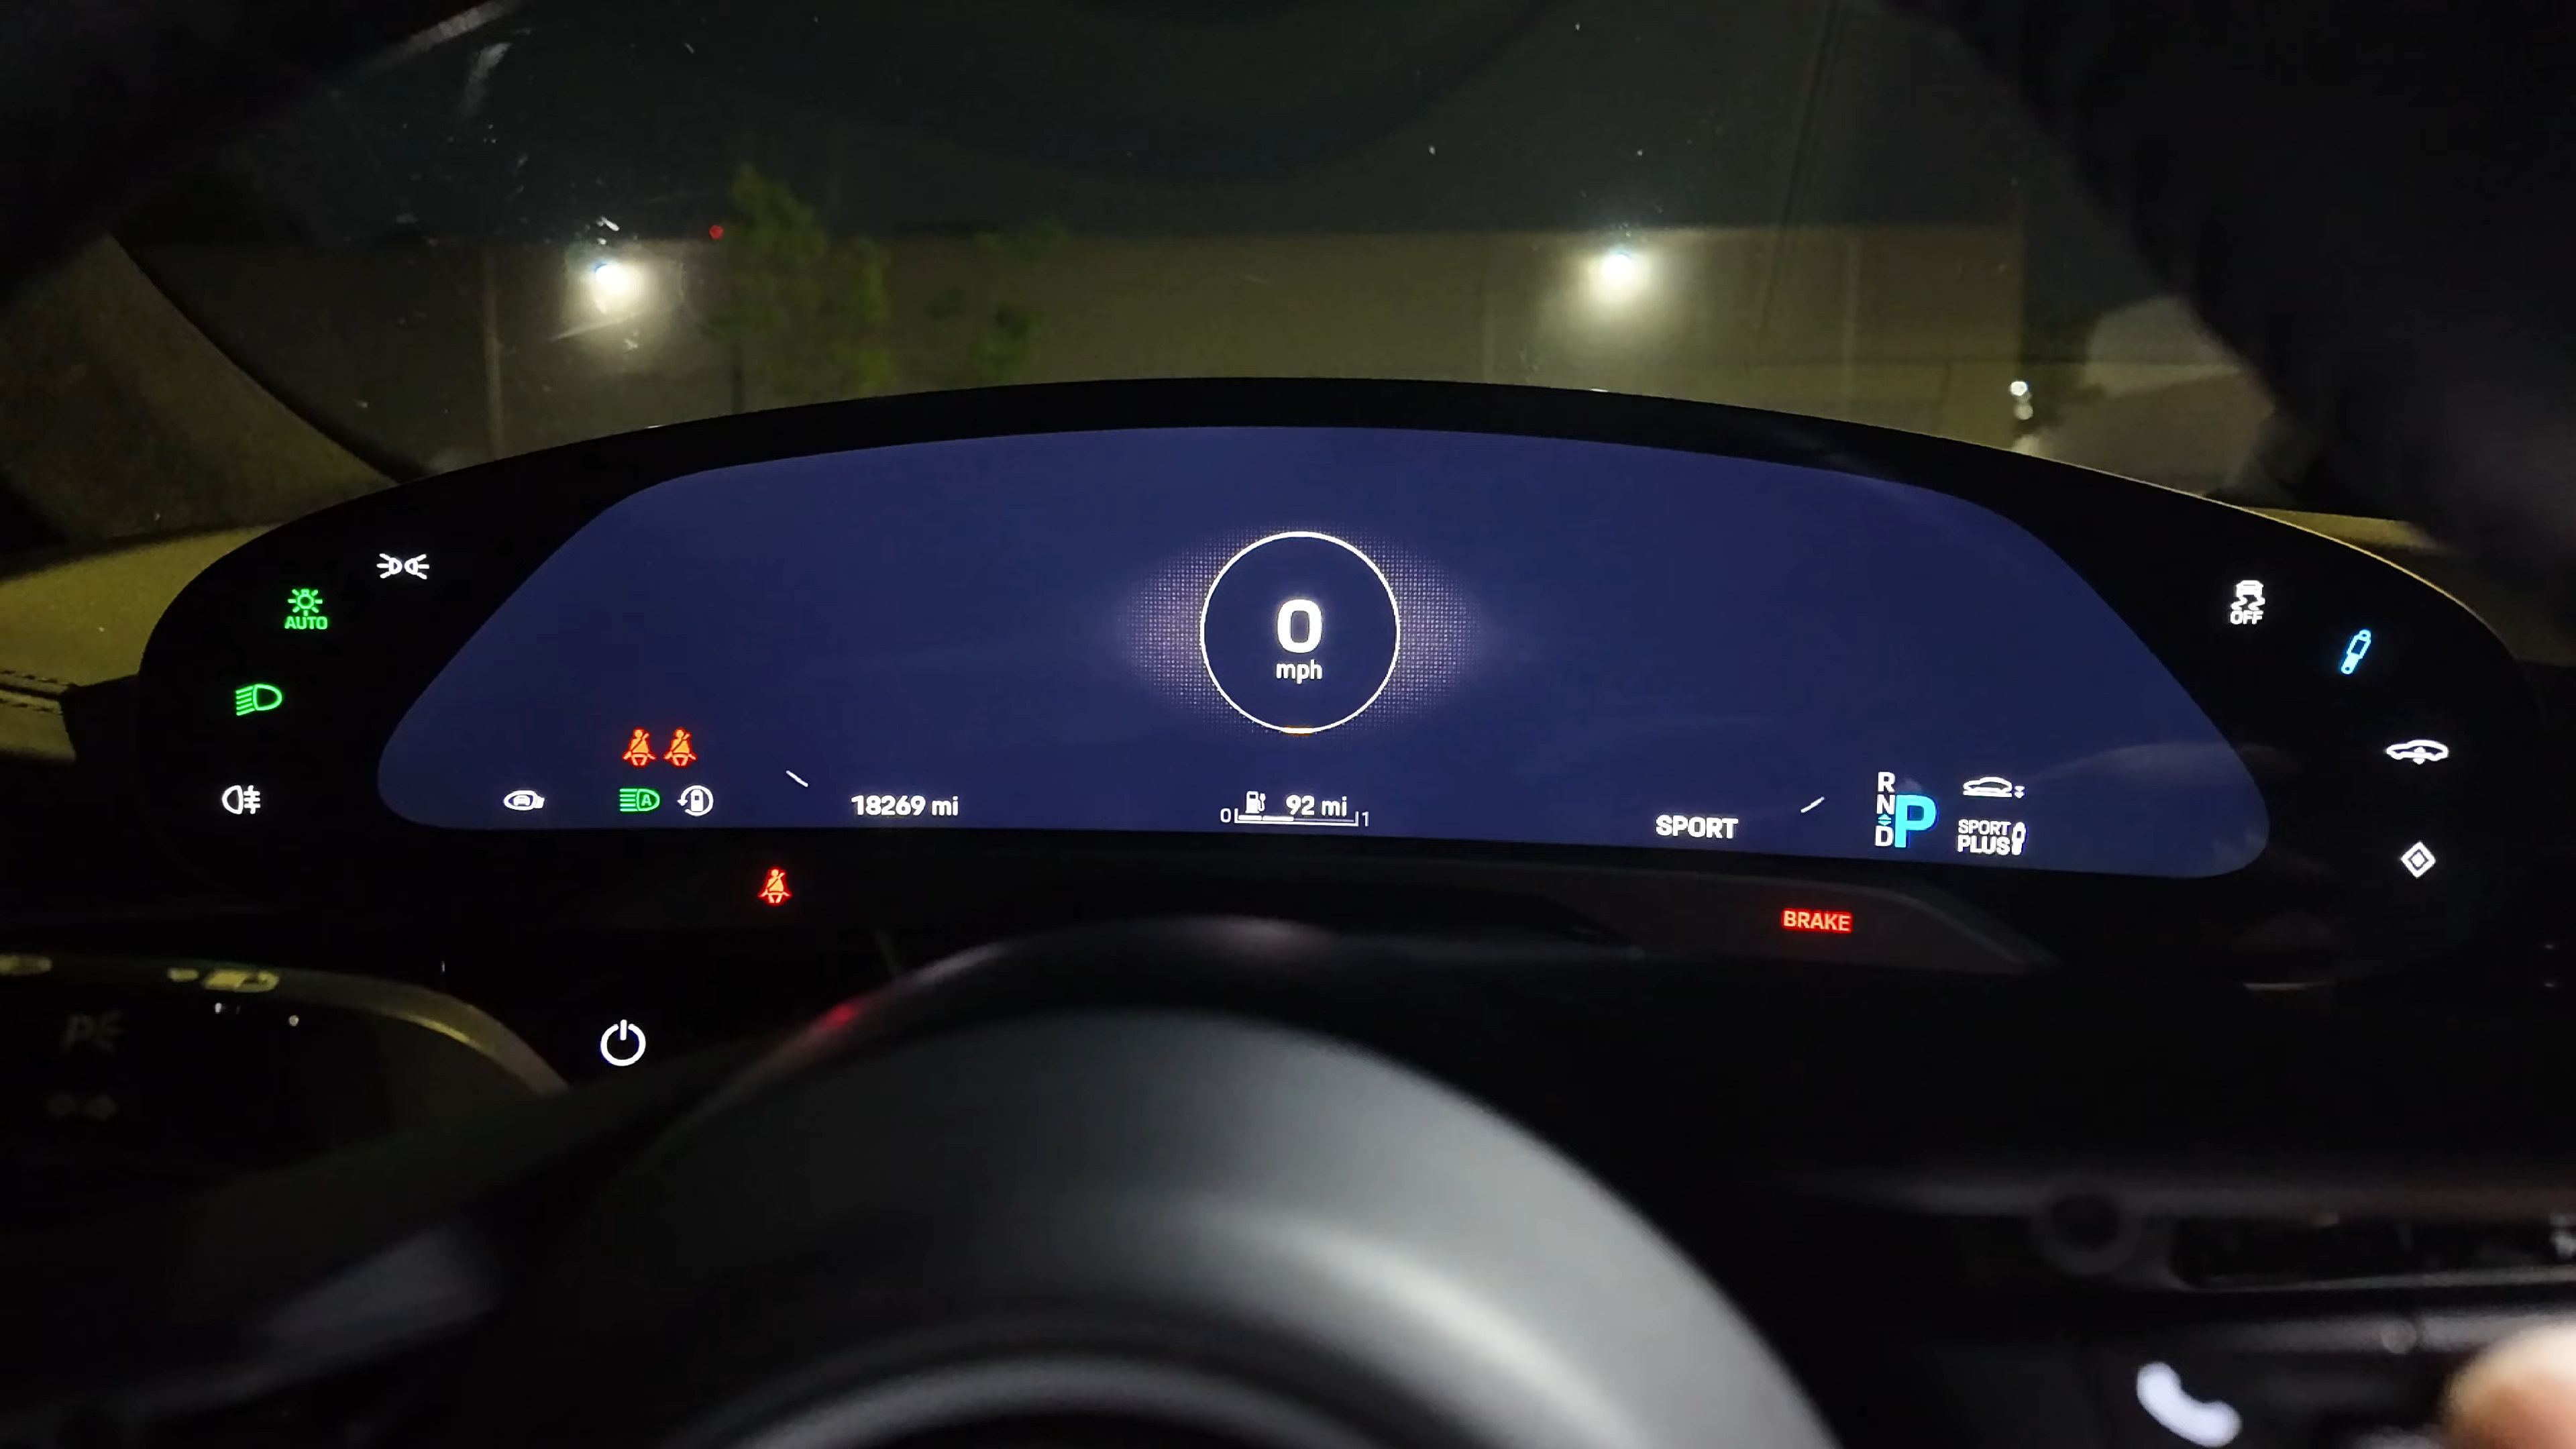 AUTO
OFF
0
mph
A
18269 mi
92 mi
0 1
SPORT
R
N
D
P
SPORT
PLUS
BRAKE
P